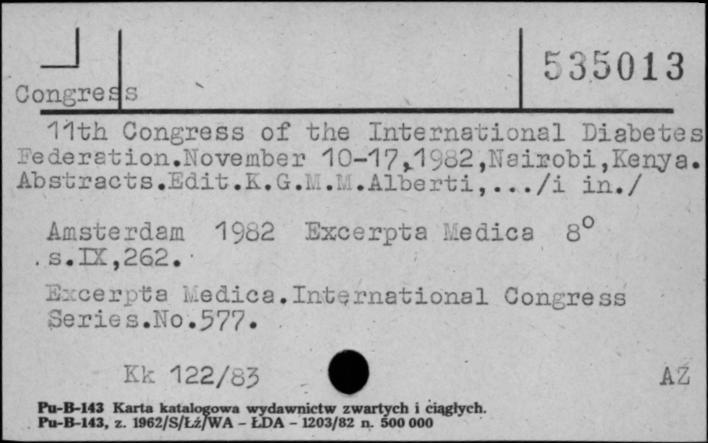 535013
Congress
11th Congress of the International Diabetes
Federation.November 10-17,1982,Nairobi,Kenya.
Abstracts.Edit.K.G.M.M.Alberti,.../i in./
Amsterdam 1982 Excerpta Medica 8°
s.IX,262.
Excerpta Medica.International Congress
Series.No.577.
Kk 122/83 AŻ
Pu-B-143 Karta katalogowa wydawnictw zwartych i ciągłych.
Pu-B-143, z. 1962/S/Łź/WA – ŁDA – 1203/82 n. 500 000